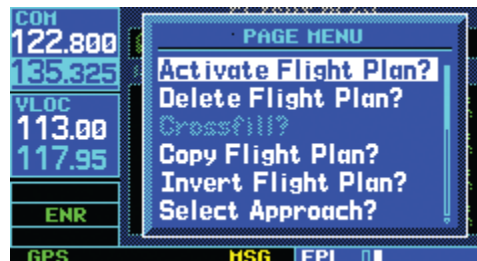 COM
122.800
135.325
VLOC
113.00
117.95
ENR
PAGE MENU
Activate Flight Plan?
Delete Flight Plan?
Crossfill?
Copy Flight Plan?
Invert Flight Plan?
Select Approach?
GPS
MSG
FPL